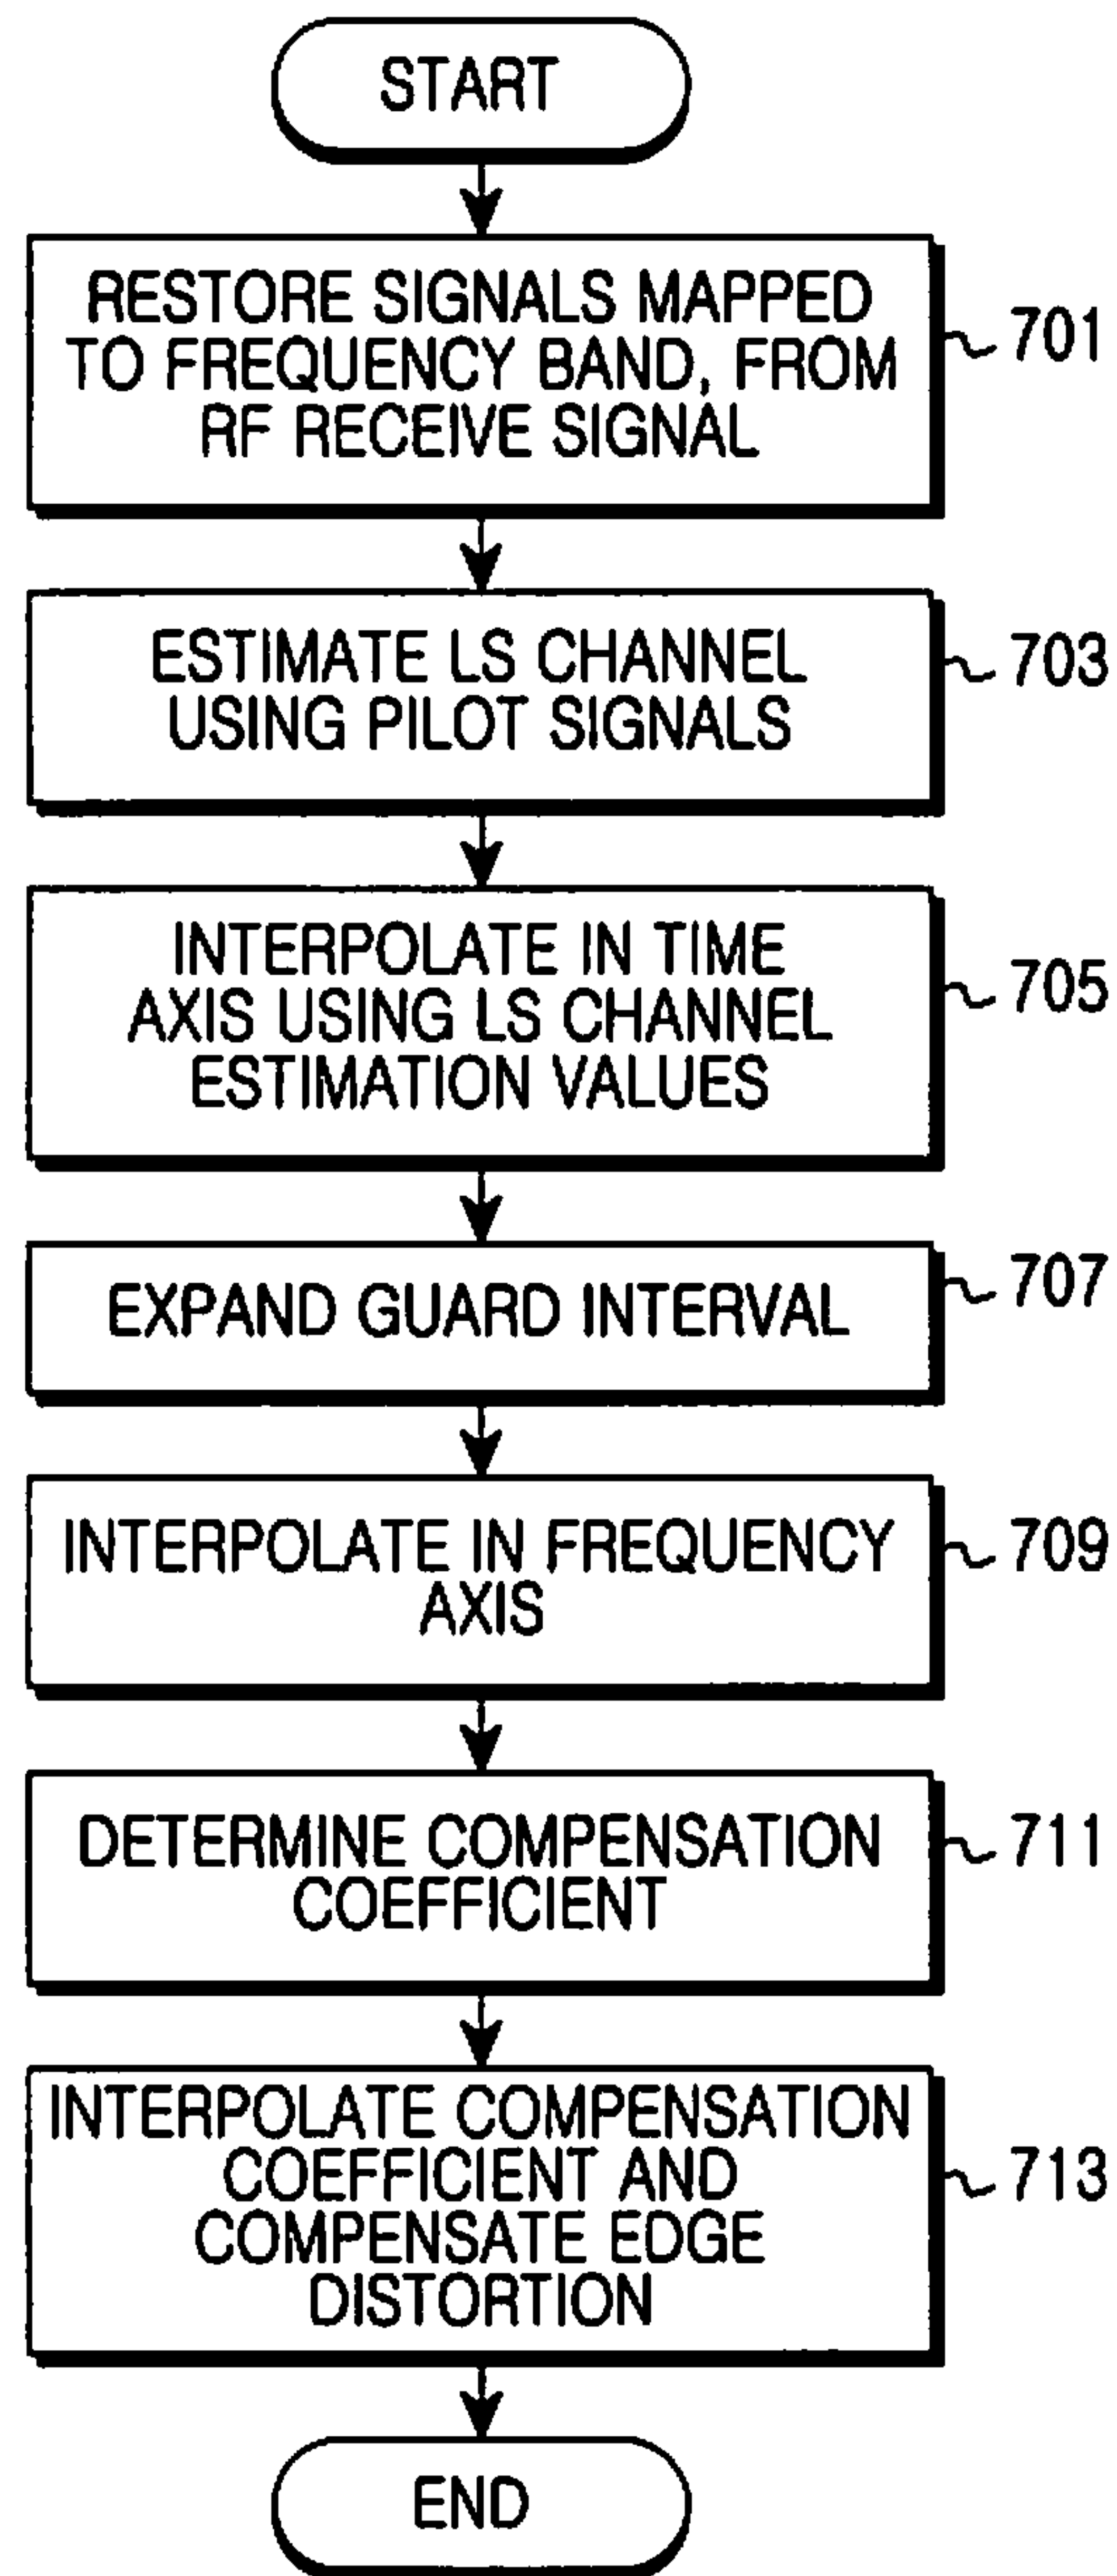 START
RESTORE SIGNALS MAPPED
TO FREQUENCY BAND, FROM
RF RECEIVE SIGNAL
701
ESTIMATE LS CHANNEL
USING PILOT SIGNALS
703
INTERPOLATE IN TIME
AXIS USING LS CHANNEL
ESTIMATION VALUES
705
EXPAND GUARD INTERVAL
707
INTERPOLATE IN FREQUENCY
AXIS
709
DETERMINE COMPENSATION
COEFFICIENT
711
INTERPOLATE COMPENSATION
COEFFICIENT AND
COMPENSATE EDGE
DISTORTION
713
END